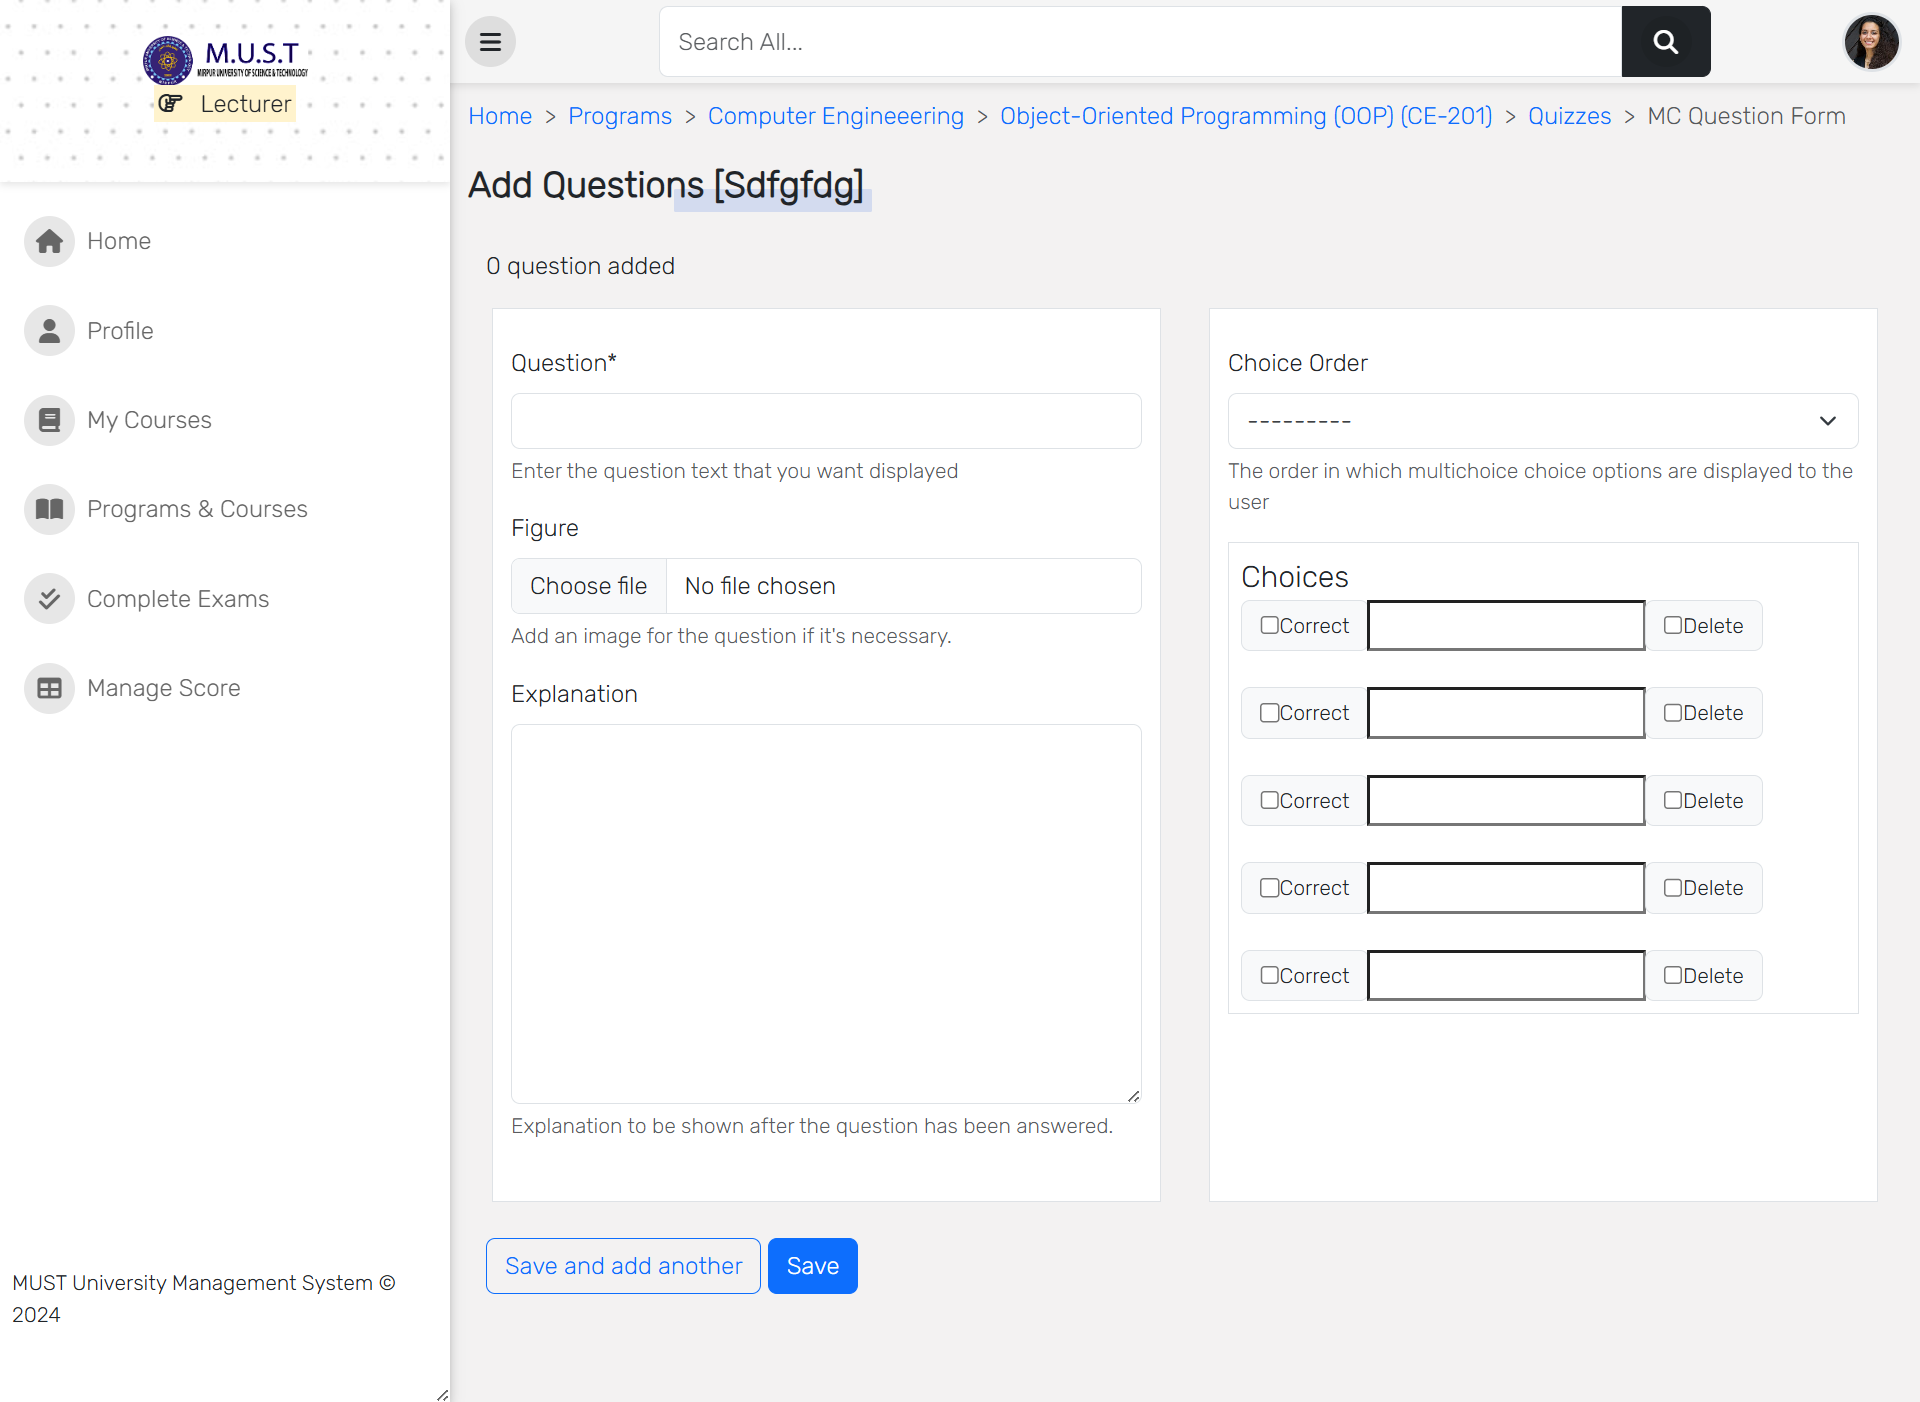 M.U.S.T
MIRPUR UNIVERSITY OF SCIENCE & TECHNOLOGY
Lecturer
Home
Profile
My Courses
Programs & Courses
Complete Exams
Manage Score
MUST University Management System ©
2024
Search All...
Home > Programs > Computer Engineeering > Object-Oriented Programming (OOP) (CE-201) > Quizzes > MC Question Form
Add Questions [Sdfgfdg]
0 question added
Question*
Enter the question text that you want displayed
Figure
Choose file No file chosen
Add an image for the question if it's necessary.
Explanation
Explanation to be shown after the question has been answered.
Choice Order
---------
The order in which multichoice choice options are displayed to the
user
Choices
Correct Delete
Correct Delete
Correct Delete
Correct Delete
Correct Delete
Save and add another Save